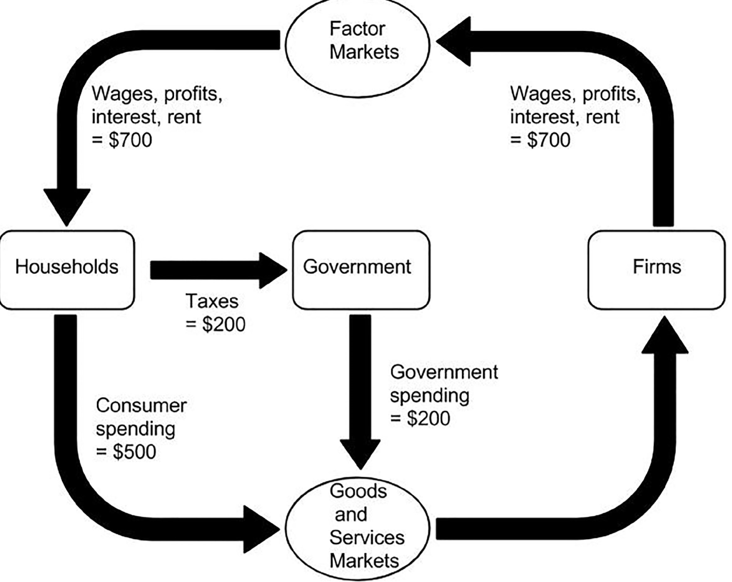 Factor
Markets
Wages, profits,
interest, rent
= $700
Wages, profits,
interest, rent
= $700
Households
Government
Firms
Taxes
= $200
Government
spending
= $200
Consumer
spending
= $500
Goods
and
Services
Markets